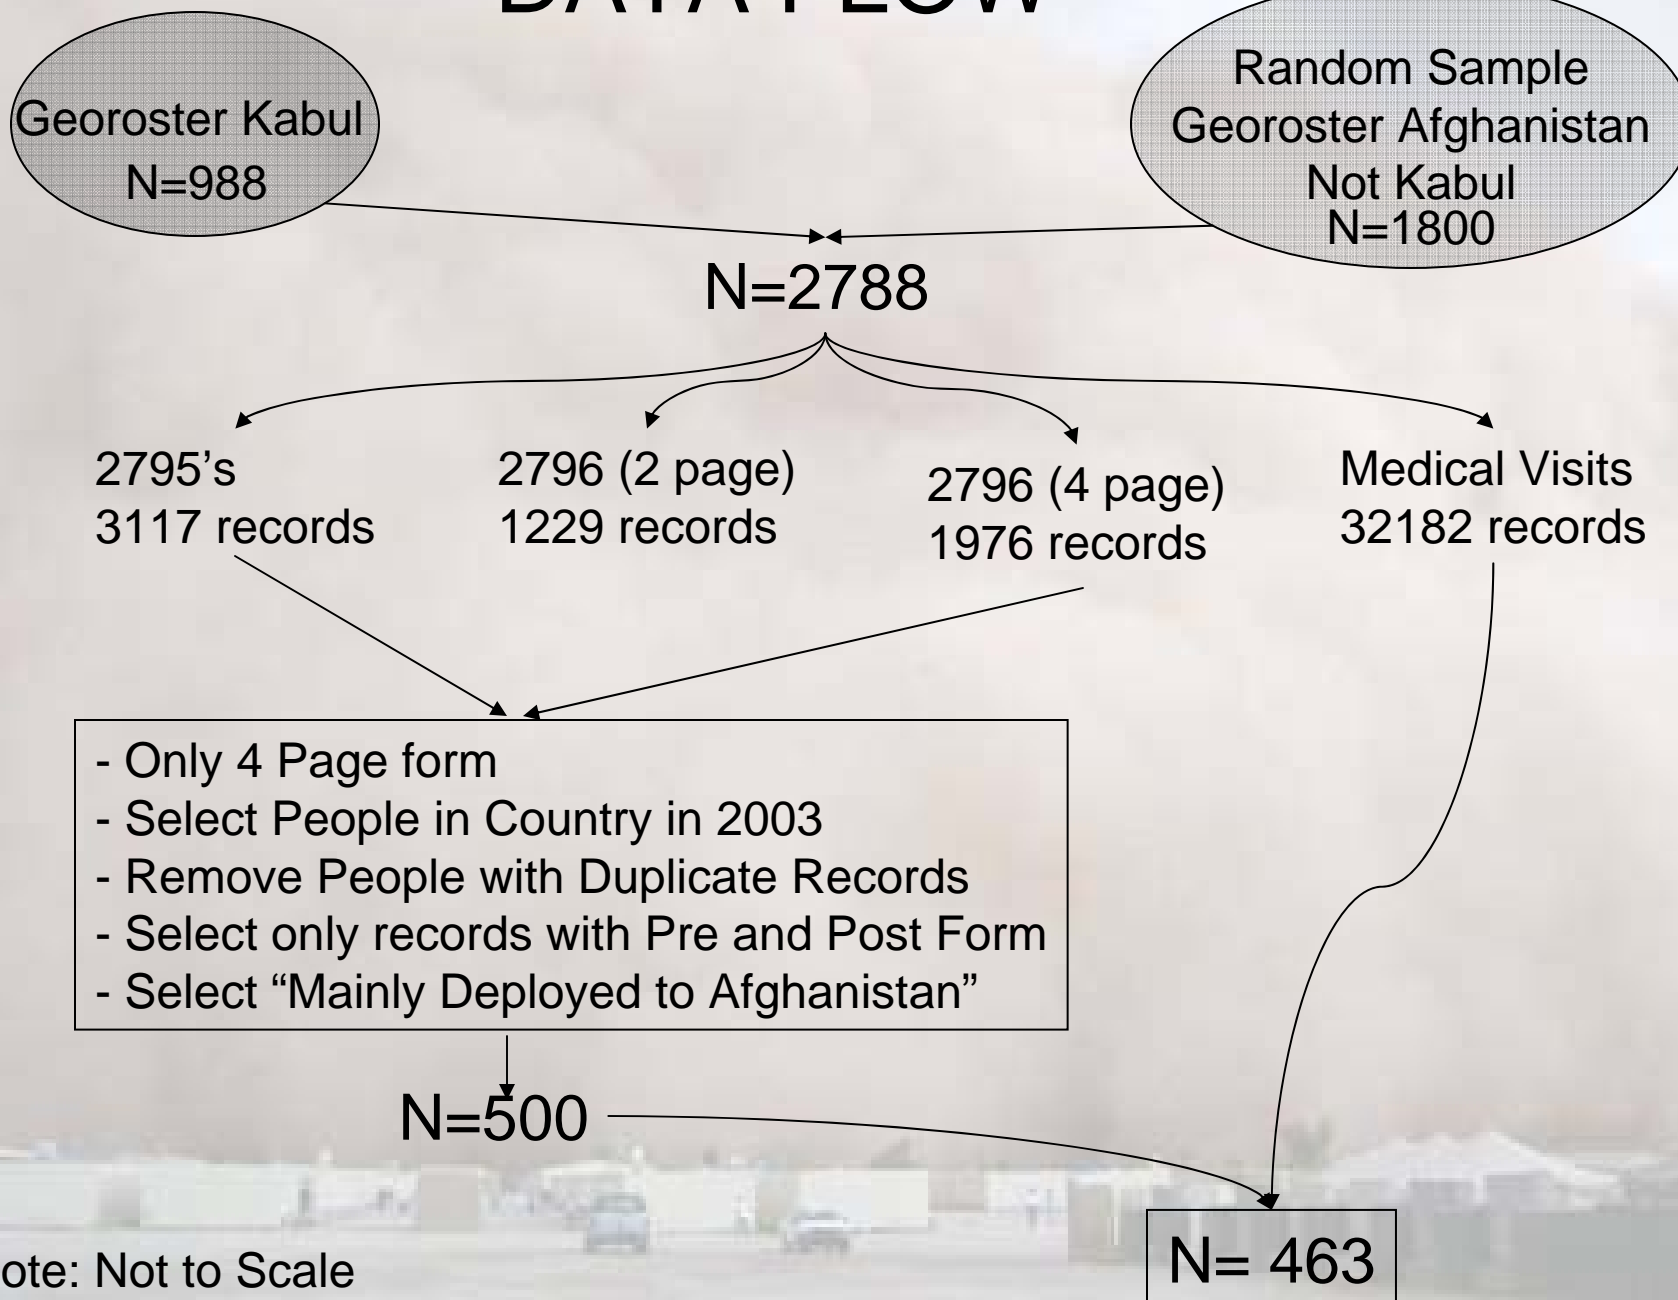 DATA FLOW
Georoster Kabul
N=988
Random Sample
Georoster Afghanistan
Not Kabul
N=1800
N=2788
2795’s
3117 records
2796 (2 page)
1229 records
2796 (4 page)
1976 records
Medical Visits
32182 records
- Only 4 Page form
- Select People in Country in 2003
- Remove People with Duplicate Records
- Select only records with Pre and Post Form
- Select “Mainly Deployed to Afghanistan”
N=500
N= 463
ote: Not to Scale